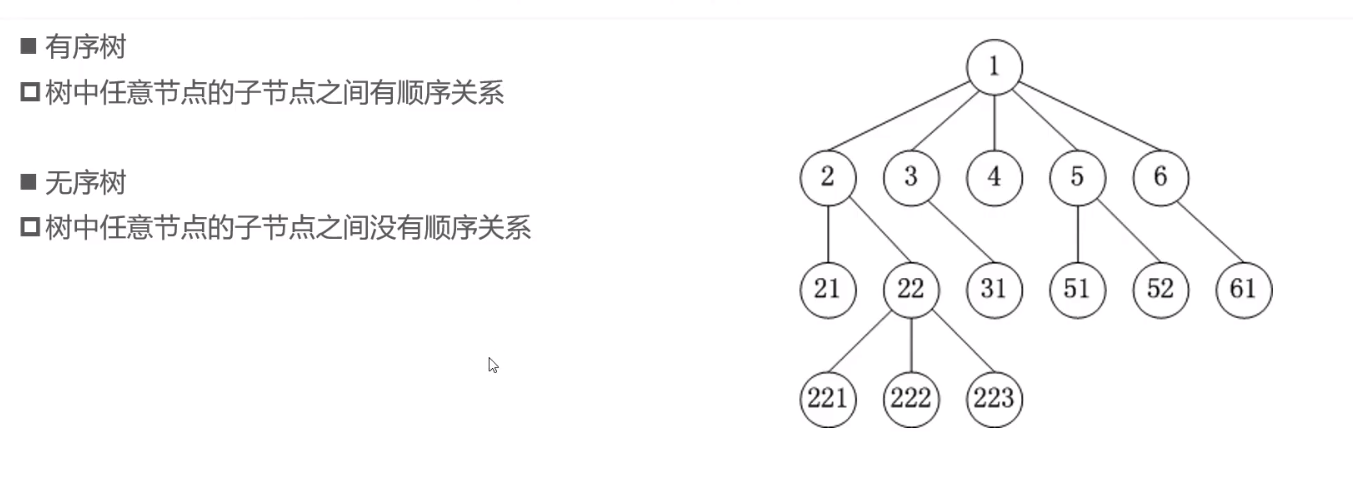 ■ 有序树
□ 树中任意节点的子节点之间有顺序关系
■ 无序树
□ 树中任意节点的子节点之间没有顺序关系
1
2 3 4 5 6
21 22 31 51 52 61
221 222 223